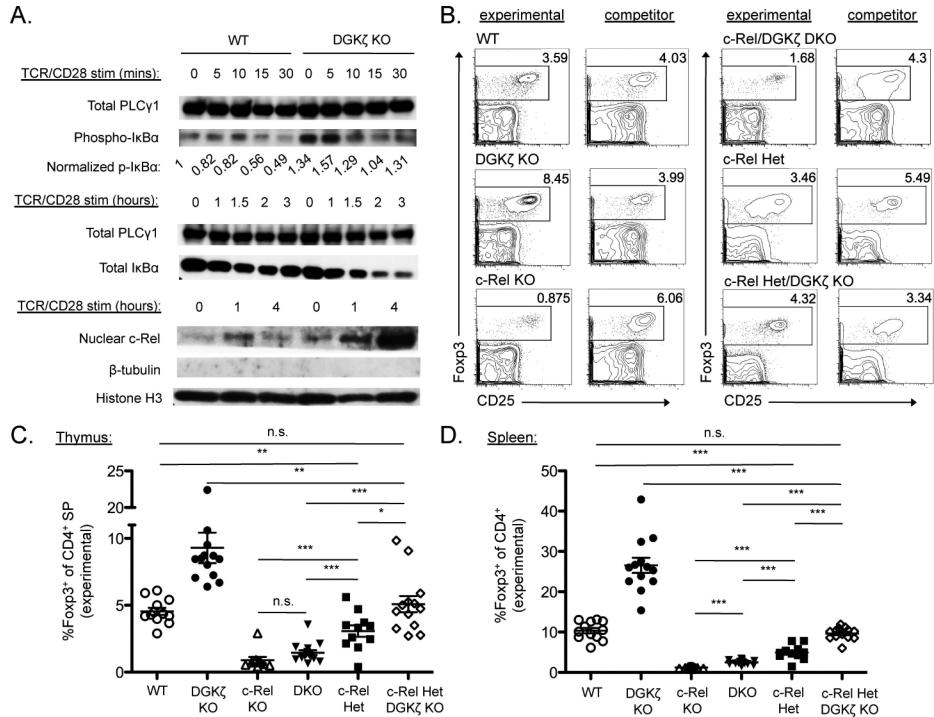 A.
WT DGKζ KO
TCR/CD28 stim (mins) 0 5 10 15 30 0 5 10 15 30
Total PLCγ1
Phospho-IκBα
Normalized p-IκBα: 1 0.82 0.82 0.56 0.49 1.34 1.57 1.29 1.04 1.31
TCR/CD28 stim (hours) 0 1 1.5 2 3 0 1 1.5 2 3
Total PLCγ1
Total IκBα
TCR/CD28 stim (hours): 0 1 4 0 1 4
Nuclear c-Rel
β-tubulin
Histone H3
B.
experimental competitor experimental competitor
WT c-Rel/DGKζ DKO
3.59 4.03 1.68 4.3
DGKζ KO c-Rel Het
8.45 3.99 3.46 5.49
c-Rel KO c-Rel Het/DGKζ KO
0.875 6.06 4.32 3.34
Foxp3 Foxp3
CD25 CD25
C. Thymus:
n.s.
**
**
***
*
***
***
n.s.
%Foxp3⁺ of CD4⁺ SP
(experimental)
25
20
15
10
5
0
WT DGKζ KO c-Rel KO DKO c-Rel Het c-Rel Het DGKζ KO
D. Spleen:
n.s.
***
***
***
***
***
***
***
%Foxp3⁺ of CD4⁺
(experimental)
60
50
40
30
20
10
0
WT DGKζ KO c-Rel KO DKO c-Rel Het c-Rel Het DGKζ KO